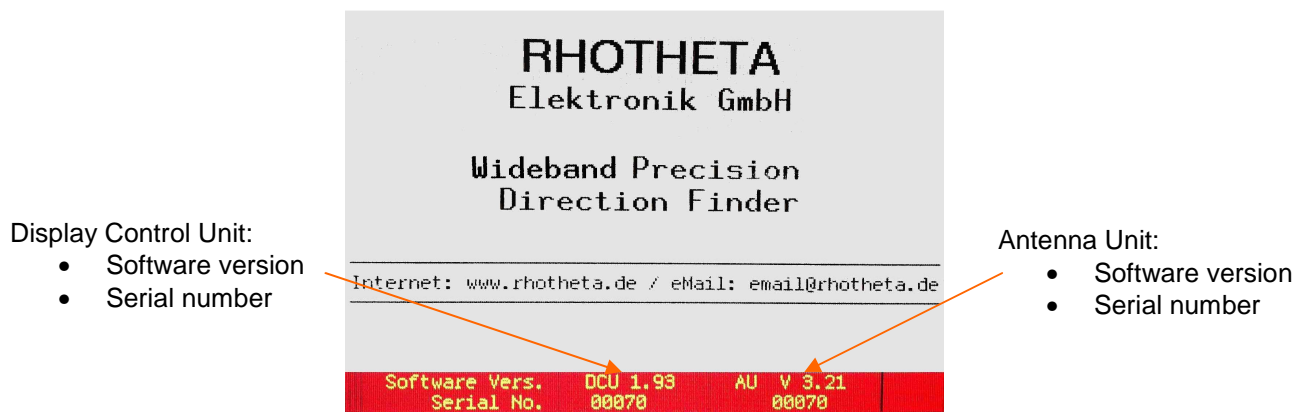 RHOTHETA
Elektronik GmbH
Wideband Precision
Direction Finder
Display Control Unit:
• Software version
• Serial number
Antenna Unit:
• Software version
• Serial number
Internet: www.rhotheta.de / eMail: email@rhotheta.de
Software Vers. DCU 1.93 AU V 3.21
Serial No. 00070 00070